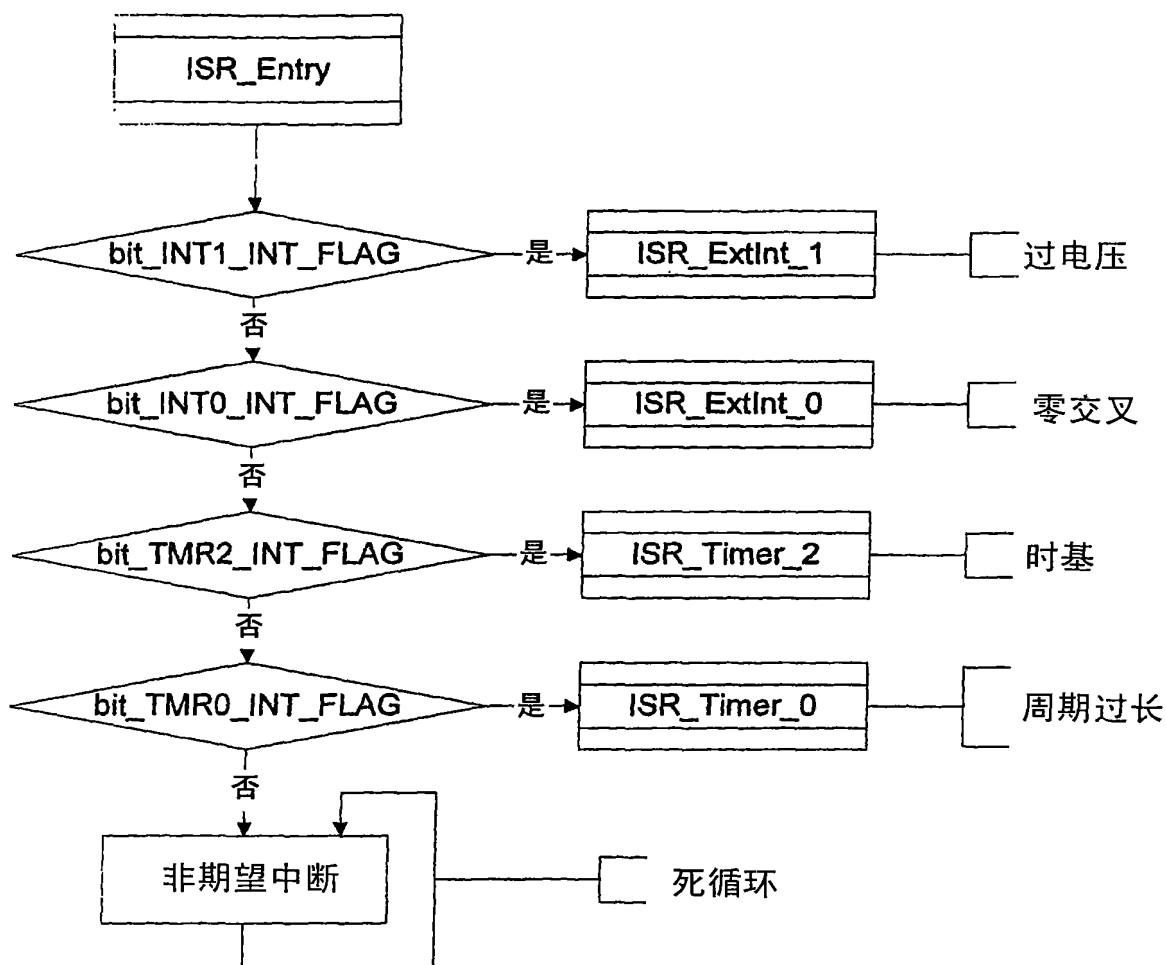 ISR_Entry
bit_INT1_INT_FLAG
是
ISR_ExtInt_1
过电压
否
bit_INT0_INT_FLAG
是
ISR_ExtInt_0
零交叉
否
bit_TMR2_INT_FLAG
是
ISR_Timer_2
时基
否
bit_TMR0_INT_FLAG
是
ISR_Timer_0
周期过长
否
非期望中断
死循环